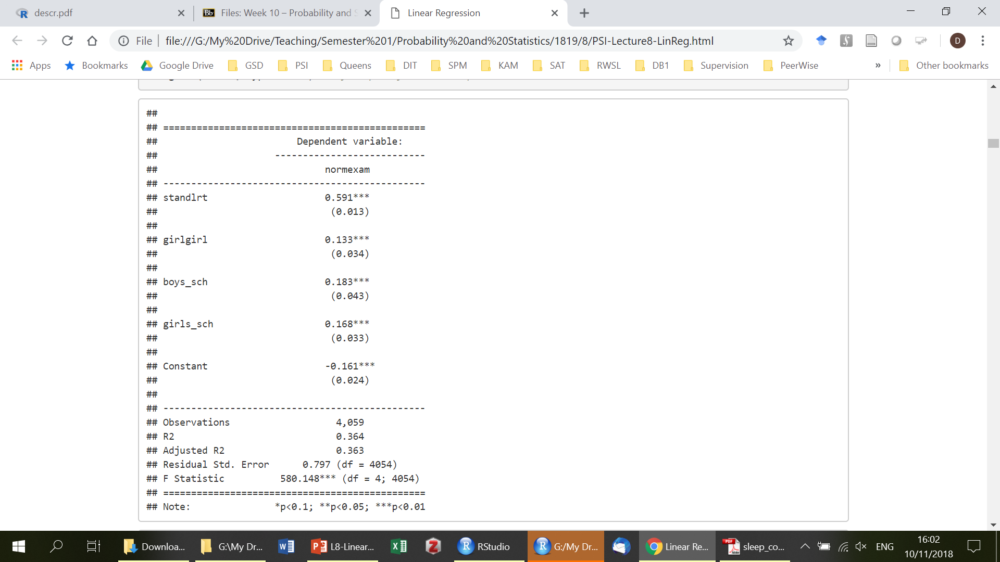 descr.pdf
Files: Week 10 – Probability and
Linear Regression
File
file:///G:/My%20Drive/Teaching/Semester%201/Probability%20and%20Statistics/1819/8/PSI-Lecture8-LinReg.html
D
Apps
Bookmarks
Google Drive
GSD
PSI
Queens
DIT
SPM
KAM
SAT
RWSL
DB1
Supervision
PeerWise
»
Other bookmarks
##
## ===============================================
## Dependent variable:
## ---------------------------
## normexam
## -----------------------------------------------
## standlrt 0.591***
## (0.013)
##
## girlgirl 0.133***
## (0.034)
##
## boys_sch 0.183***
## (0.043)
##
## girls_sch 0.168***
## (0.033)
##
## Constant -0.161***
## (0.024)
##
## -----------------------------------------------
## Observations 4,059
## R2 0.364
## Adjusted R2 0.363
## Residual Std. Error 0.797 (df = 4054)
## F Statistic 580.148*** (df = 4; 4054)
## ===============================================
## Note: *p<0.1; **p<0.05; ***p<0.01
Downloa...
G:\My Dr...
L8-Linear...
RStudio
G:/My Dr...
Linear Re...
sleep_co...
ENG
16:02
10/11/2018